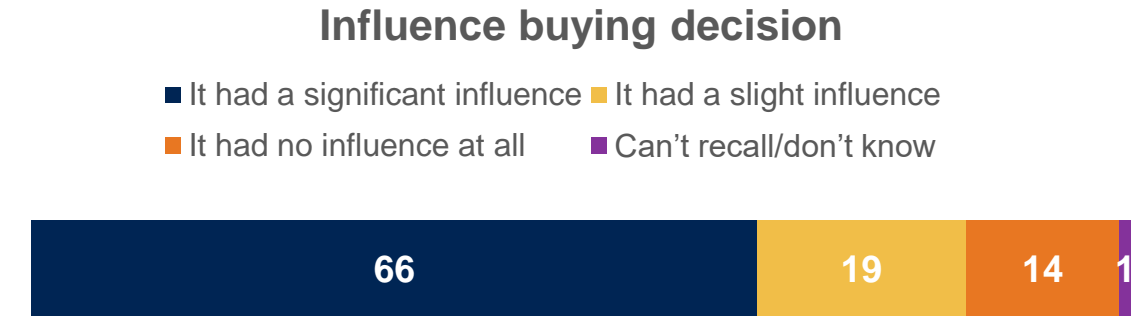 Influence buying decision
It had a significant influence It had a slight influence
It had no influence at all Can’t recall/don’t know
66 19 14 1